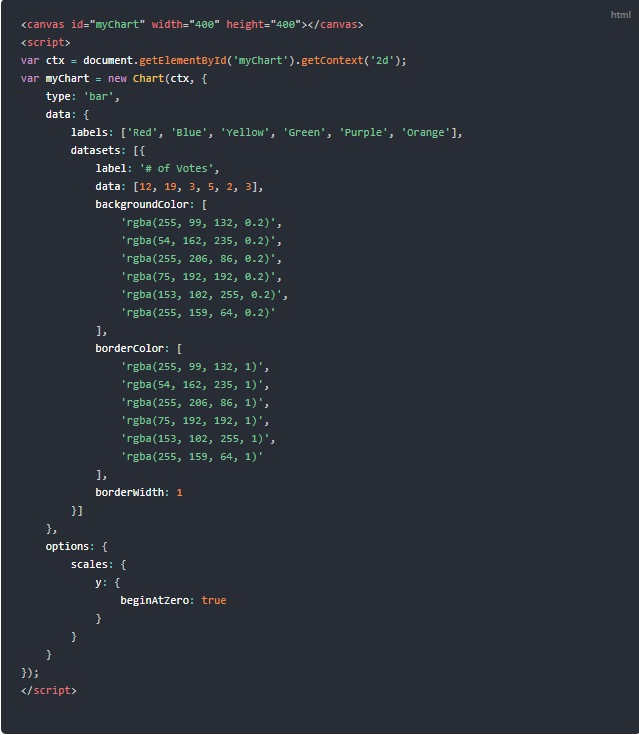 html
<canvas id="myChart" width="400" height="400"></canvas>
<script>
var ctx = document.getElementById('myChart').getContext('2d');
var myChart = new Chart(ctx, {
    type: 'bar',
    data: {
        labels: ['Red', 'Blue', 'Yellow', 'Green', 'Purple', 'Orange'],
        datasets: [{
            label: '# of Votes',
            data: [12, 19, 3, 5, 2, 3],
            backgroundColor: [
                'rgba(255, 99, 132, 0.2)',
                'rgba(54, 162, 235, 0.2)',
                'rgba(255, 206, 86, 0.2)',
                'rgba(75, 192, 192, 0.2)',
                'rgba(153, 102, 255, 0.2)',
                'rgba(255, 159, 64, 0.2)'
            ],
            borderColor: [
                'rgba(255, 99, 132, 1)',
                'rgba(54, 162, 235, 1)',
                'rgba(255, 206, 86, 1)',
                'rgba(75, 192, 192, 1)',
                'rgba(153, 102, 255, 1)',
                'rgba(255, 159, 64, 1)'
            ],
            borderWidth: 1
        }]
    },
    options: {
        scales: {
            y: {
                beginAtZero: true
            }
        }
    }
});
</script>